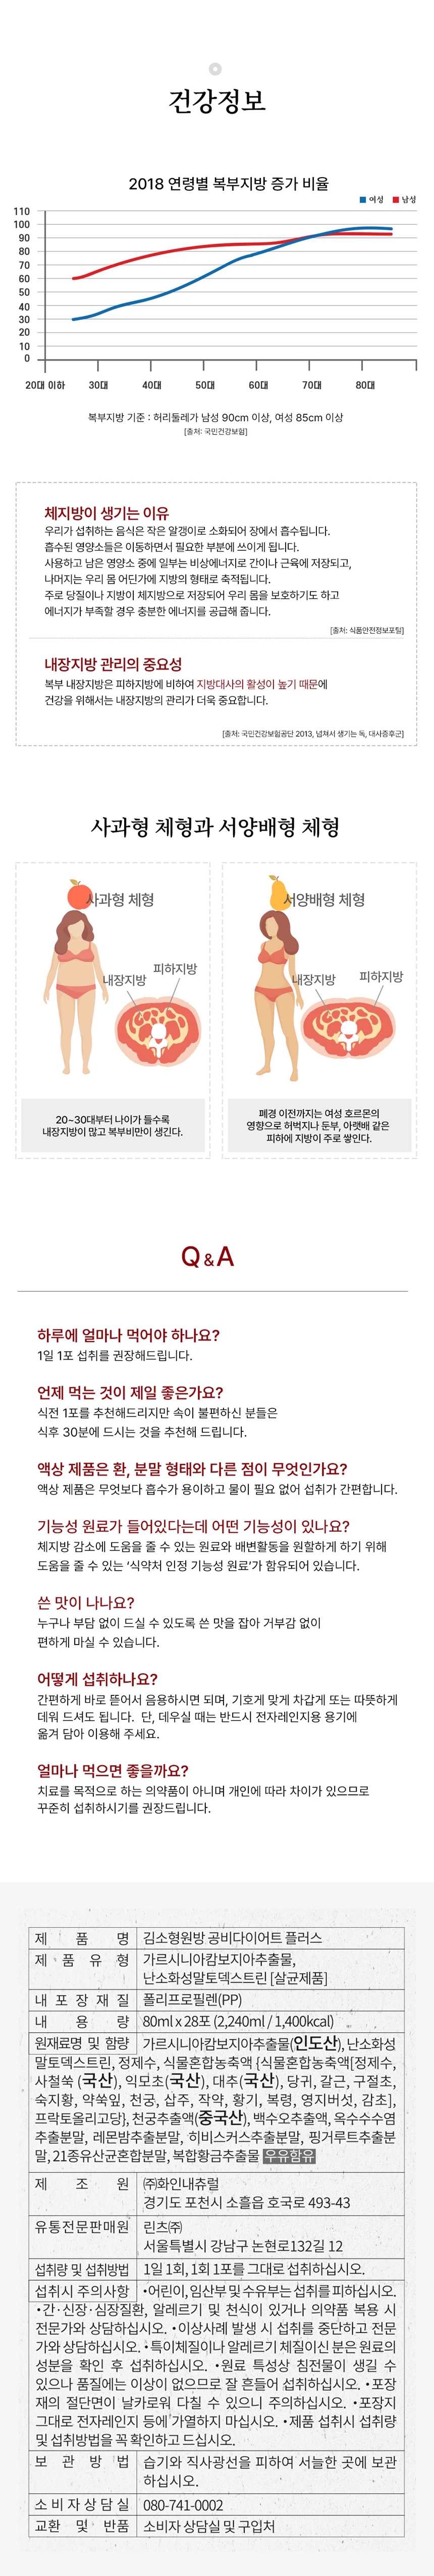 건강정보
2018 연령별 복부지방 증가 비율
여성 남성
110
100
90
80
70
60
50
40
30
20
10
0
20대 이하 30대 40대 50대 60대 70대 80대
복부지방 기준 : 허리둘레가 남성 90cm 이상, 여성 85cm 이상
[출처: 국민건강보험]
체지방이 생기는 이유
우리가 섭취하는 음식은 작은 알갱이로 소화되어 장에서 흡수됩니다.
흡수된 영양소들은 이동하면서 필요한 부분에 쓰이게 됩니다.
사용하고 남은 영양소 중에 일부는 비상에너지로 간이나 근육에 저장되고,
나머지는 우리 몸 어딘가에 지방의 형태로 축적됩니다.
주로 당질이나 지방이 체지방으로 저장되어 우리 몸을 보호하기도 하고
에너지가 부족할 경우 충분한 에너지를 공급해 줍니다.
[출처: 식품안전정보포털]
내장지방 관리의 중요성
복부 내장지방은 피하지방에 비하여 지방대사의 활성이 높기 때문에
건강을 위해서는 내장지방의 관리가 더욱 중요합니다.
[출처: 국민건강보험공단 2013, 넘쳐서 생기는 독, 대사증후군]
사과형 체형과 서양배형 체형
사과형 체형
내장지방 피하지방
20~30대부터 나이가 들수록
내장지방이 많고 복부비만이 생긴다.
서양배형 체형
내장지방 피하지방
폐경 이전까지는 여성 호르몬의
영향으로 허벅지나 둔부, 아랫배 같은
피하에 지방이 주로 쌓인다.
Q & A
하루에 얼마나 먹어야 하나요?
1일 1포 섭취를 권장해드립니다.
언제 먹는 것이 제일 좋은가요?
식전 1포를 추천해드리지만 속이 불편하신 분들은
식후 30분에 드시는 것을 추천해 드립니다.
액상 제품은 환, 분말 형태와 다른 점이 무엇인가요?
액상 제품은 무엇보다 흡수가 용이하고 물이 필요 없어 섭취가 간편합니다.
기능성 원료가 들어있다는데 어떤 기능성이 있나요?
체지방 감소에 도움을 줄 수 있는 원료와 배변활동을 원할하게 하기 위해
도움을 줄 수 있는 '식약처 인정 기능성 원료'가 함유되어 있습니다.
쓴 맛이 나나요?
누구나 부담 없이 드실 수 있도록 쓴 맛을 잡아 거부감 없이
편하게 마실 수 있습니다.
어떻게 섭취하나요?
간편하게 바로 뜯어서 음용하시면 되며, 기호게 맞게 차갑게 또는 따뜻하게
데워 드셔도 됩니다. 단, 데우실 때는 반드시 전자레인지용 용기에
옮겨 담아 이용해 주세요.
얼마나 먹으면 좋을까요?
치료를 목적으로 하는 의약품이 아니며 개인에 따라 차이가 있으므로
꾸준히 섭취하시기를 권장드립니다.
제 품 명 김소형원방 공비다이어트 플러스
제 품 유 형 가르프시니아캄보지아추출물,
난소화성말토덱스트린 [살균제품]
내 포 장 재 질 폴리프로필렌(PP)
내 용 량 80ml x 28포 (2,240ml / 1,400kcal)
원재료명 및 함량 가르프시니아캄보지아추출물(인도산), 난소화성
말토덱스트린, 정제수, 식물혼합농축액 {식물혼합농축액[정제수,
사철쑥 (국산), 익모초(국산), 대추(국산), 당귀, 갈근, 구절초,
숙지황, 약쑥잎, 천궁, 삽주, 작약, 황기, 복령, 영지버섯, 감초],
프락토올리고당}, 천궁추출액(중국산), 백수오추출액, 옥수수수염
추출분말, 레몬밤추출분말, 히비스커스추출분말, 핑거루트추출분
말, 21종유산균혼합분말, 복합황금추출물 우유함유
제 조 원 ㈜화인내츄럴
경기도 포천시 소흘읍 호국로 493-43
유통전문판매원 린츠㈜
서울특별시 강남구 논현로132길 12
섭취량 및 섭취방법 1일 1회, 1회 1포를 그대로 섭취하십시오.
섭취시 주의사항 •어린이, 임산부 및 수유부는 섭취를 피하십시오.
•간·신장·심장질환, 알레르기 및 천식이 있거나 의약품 복용 시
전문가와 상담하십시오. •이상사례 발생 시 섭취를 중단하고 전문
가와 상담하십시오. •특이체질이나 알레르기 체질이신 분은 원료의
성분을 확인 후 섭취하십시오. •원료 특성상 침전물이 생길 수
있으나 품질에는 이상이 없으므로 잘 흔들어 섭취하십시오. •포장
재의 절단면이 날카로워 다칠 수 있으니 주의하십시오. •포장지
그대로 전자레인지 등에 가열하지 마십시오. •제품 섭취시 섭취량
및 섭취방법을 꼭 확인하고 드십시오.
보 관 방 법 습기와 직사광선을 피하여 서늘한 곳에 보관
하십시오.
소 비 자 상 담 실 080-741-0002
교환 및 반품 소비자 상담실 및 구입처